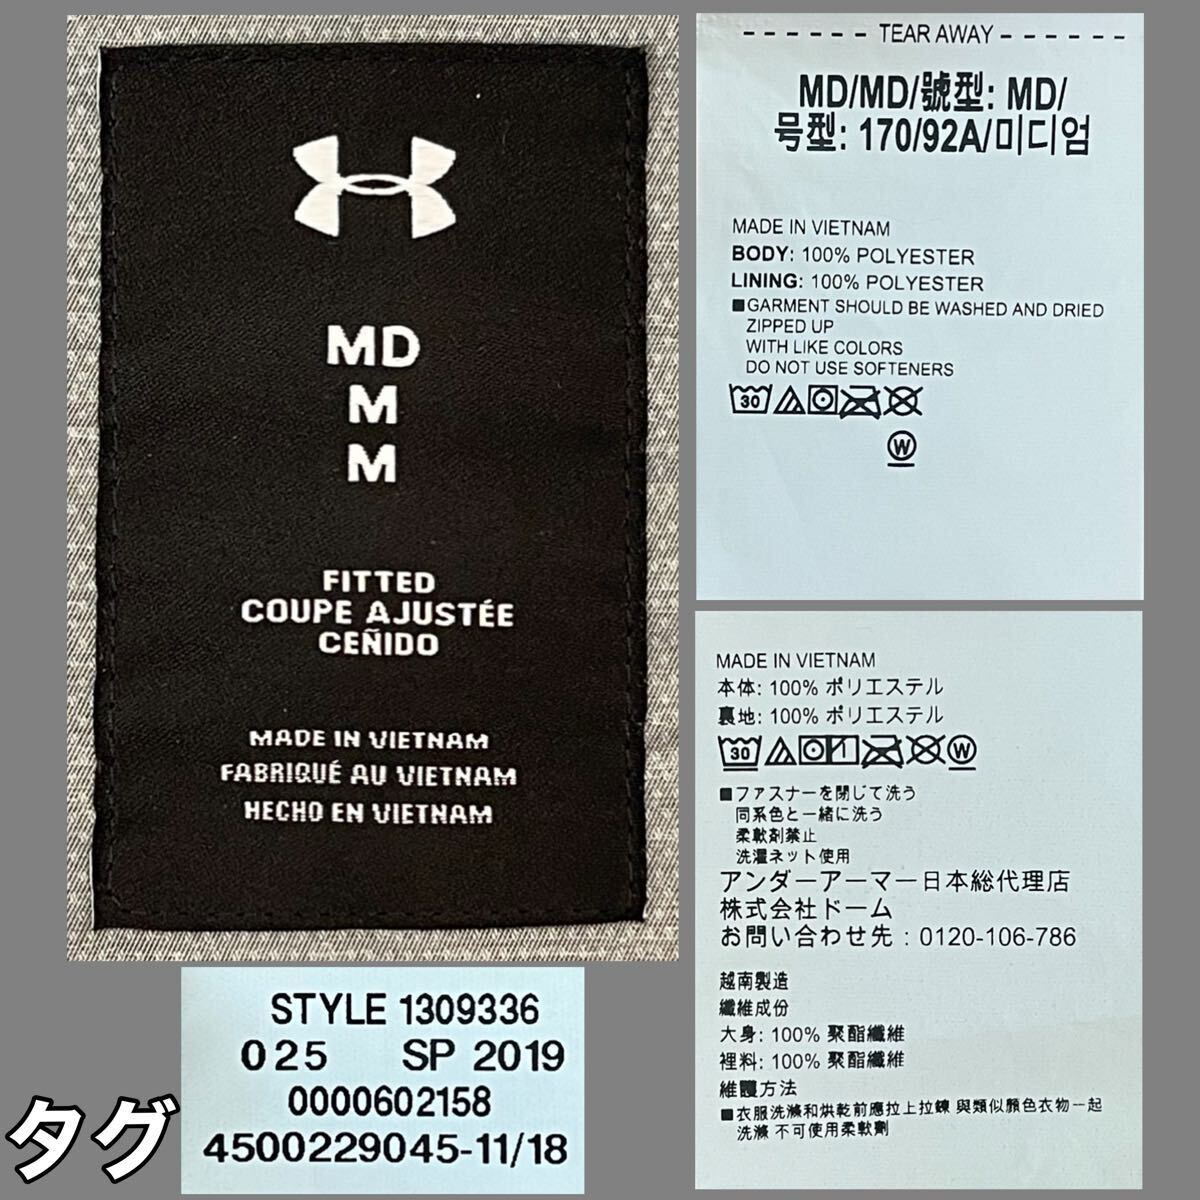 MD
M
M
FITTED
COUPE AJUSTÉE
CEÑIDO
MADE IN VIETNAM
FABRIQUÉ AU VIETNAM
HECHO EN VIETNAM
- - - - - - TEAR AWAY - - - - - -
MD/MD/號型: MD/
号型: 170/92A/미디엄
MADE IN VIETNAM
BODY: 100% POLYESTER
LINING: 100% POLYESTER
■GARMENT SHOULD BE WASHED AND DRIED
ZIPPED UP
WITH LIKE COLORS
DO NOT USE SOFTENERS
30
W
MADE IN VIETNAM
本体: 100% ポリエステル
裏地: 100% ポリエステル
30 W
■ファスナーを閉じて洗う
同系色と一緒に洗う
柔軟剤禁止
洗濯ネット使用
アンダーアーマー日本総代理店
株式会社ドーム
お問い合わせ先：0120-106-786
越南製造
纖維成份
大身: 100% 聚酯纖維
裡料: 100% 聚酯纖維
維護方法
■衣服洗滌和烘乾前應拉上拉鍊 與類似顏色衣物一起
洗滌 不可使用柔軟劑
STYLE 1309336
025 SP 2019
0000602158
4500229045-11/18
タグ